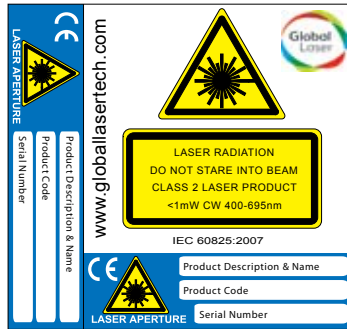 LASER APERTURE
CE
Product Description & Name
Product Code
Serial Number
www.globallasertech.com
Global
Laser
LASER RADIATION
DO NOT STARE INTO BEAM
CLASS 2 LASER PRODUCT
<1mW CW 400-695nm
IEC 60825:2007
CE
LASER APERTURE
Product Description & Name
Product Code
Serial Number